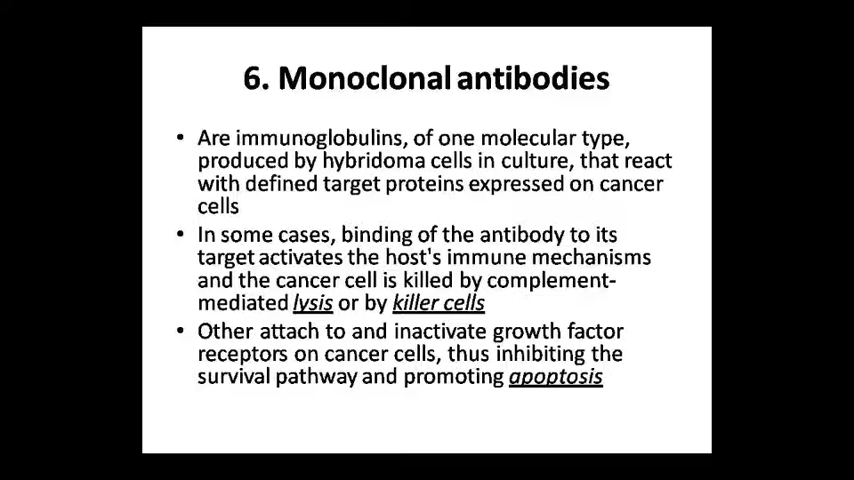 6. Monoclonal antibodies
• Are immunoglobulins, of one molecular type,
produced by hybridoma cells in culture, that react
with defined target proteins expressed on cancer
cells
• In some cases, binding of the antibody to its
target activates the host's immune mechanisms
and the cancer cell is killed by complement-
mediated lysis or by killer cells
• Other attach to and inactivate growth factor
receptors on cancer cells, thus inhibiting the
survival pathway and promoting apoptosis